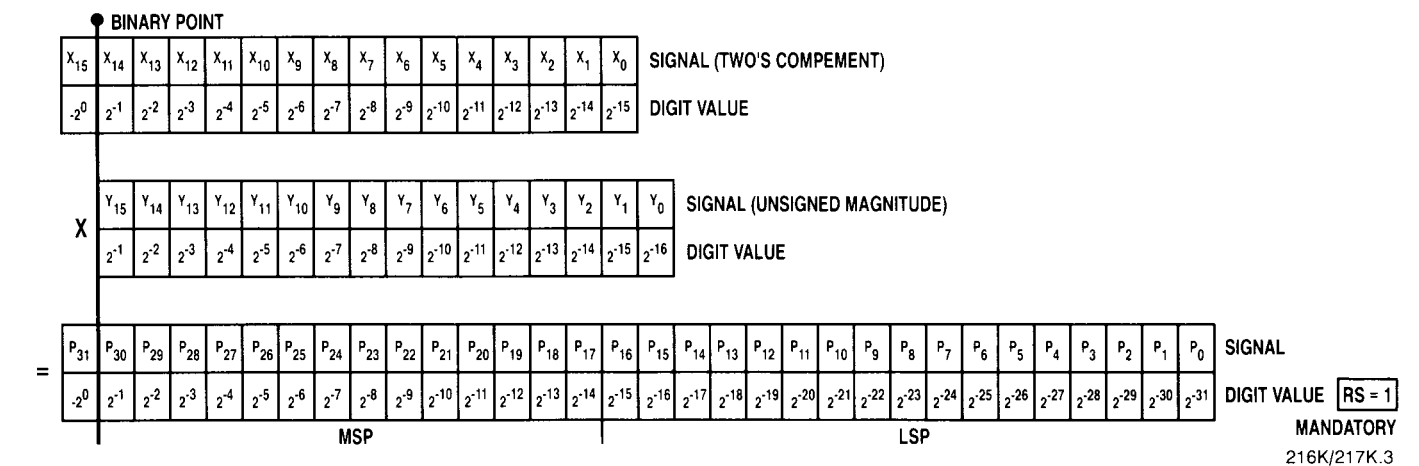 BINARY POINT
X15 X14 X13 X12 X11 X10 X9 X8 X7 X6 X5 X4 X3 X2 X1 X0 SIGNAL (TWO'S COMPEMENT)
-2^0 2^-1 2^-2 2^-3 2^-4 2^-5 2^-6 2^-7 2^-8 2^-9 2^-10 2^-11 2^-12 2^-13 2^-14 2^-15 DIGIT VALUE
X
Y15 Y14 Y13 Y12 Y11 Y10 Y9 Y8 Y7 Y6 Y5 Y4 Y3 Y2 Y1 Y0 SIGNAL (UNSIGNED MAGNITUDE)
2^-1 2^-2 2^-3 2^-4 2^-5 2^-6 2^-7 2^-8 2^-9 2^-10 2^-11 2^-12 2^-13 2^-14 2^-15 2^-16 DIGIT VALUE
=
P31 P30 P29 P28 P27 P26 P25 P24 P23 P22 P21 P20 P19 P18 P17 P16 P15 P14 P13 P12 P11 P10 P9 P8 P7 P6 P5 P4 P3 P2 P1 P0 SIGNAL
-2^0 2^-1 2^-2 2^-3 2^-4 2^-5 2^-6 2^-7 2^-8 2^-9 2^-10 2^-11 2^-12 2^-13 2^-14 2^-15 2^-16 2^-17 2^-18 2^-19 2^-20 2^-21 2^-22 2^-23 2^-24 2^-25 2^-26 2^-27 2^-28 2^-29 2^-30 2^-31 DIGIT VALUE RS = 1
MSP LSP MANDATORY
216K/217K.3